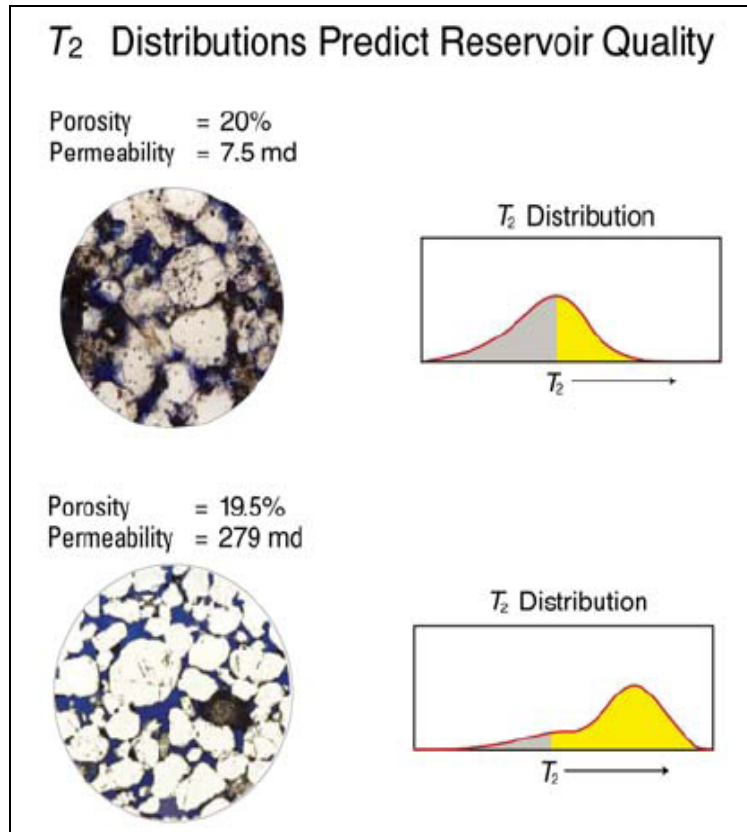 T₂ Distributions Predict Reservoir Quality
Porosity = 20%
Permeability = 7.5 md
T₂ Distribution
T₂
Porosity = 19.5%
Permeability = 279 md
T₂ Distribution
T₂